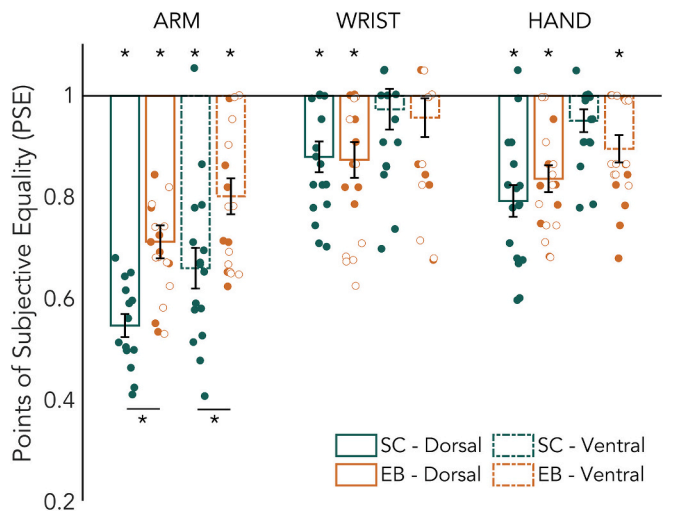 ARM WRIST HAND
* * * * * * * * *
Points of Subjective Equality (PSE)
1
0.8
0.6
0.4
0.2
* *
SC - Dorsal SC - Ventral
EB - Dorsal EB - Ventral